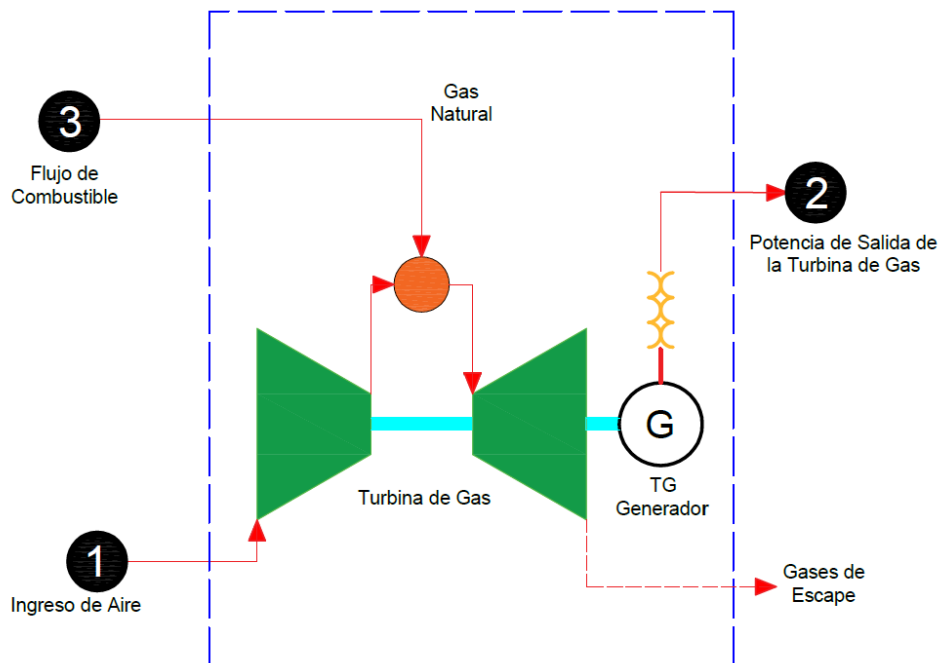 Gas
Natural
3
Flujo de
Combustible
2
Potencia de Salida de
la Turbina de Gas
G
TG
Generador
Turbina de Gas
1
Ingreso de Aire
Gases de
Escape